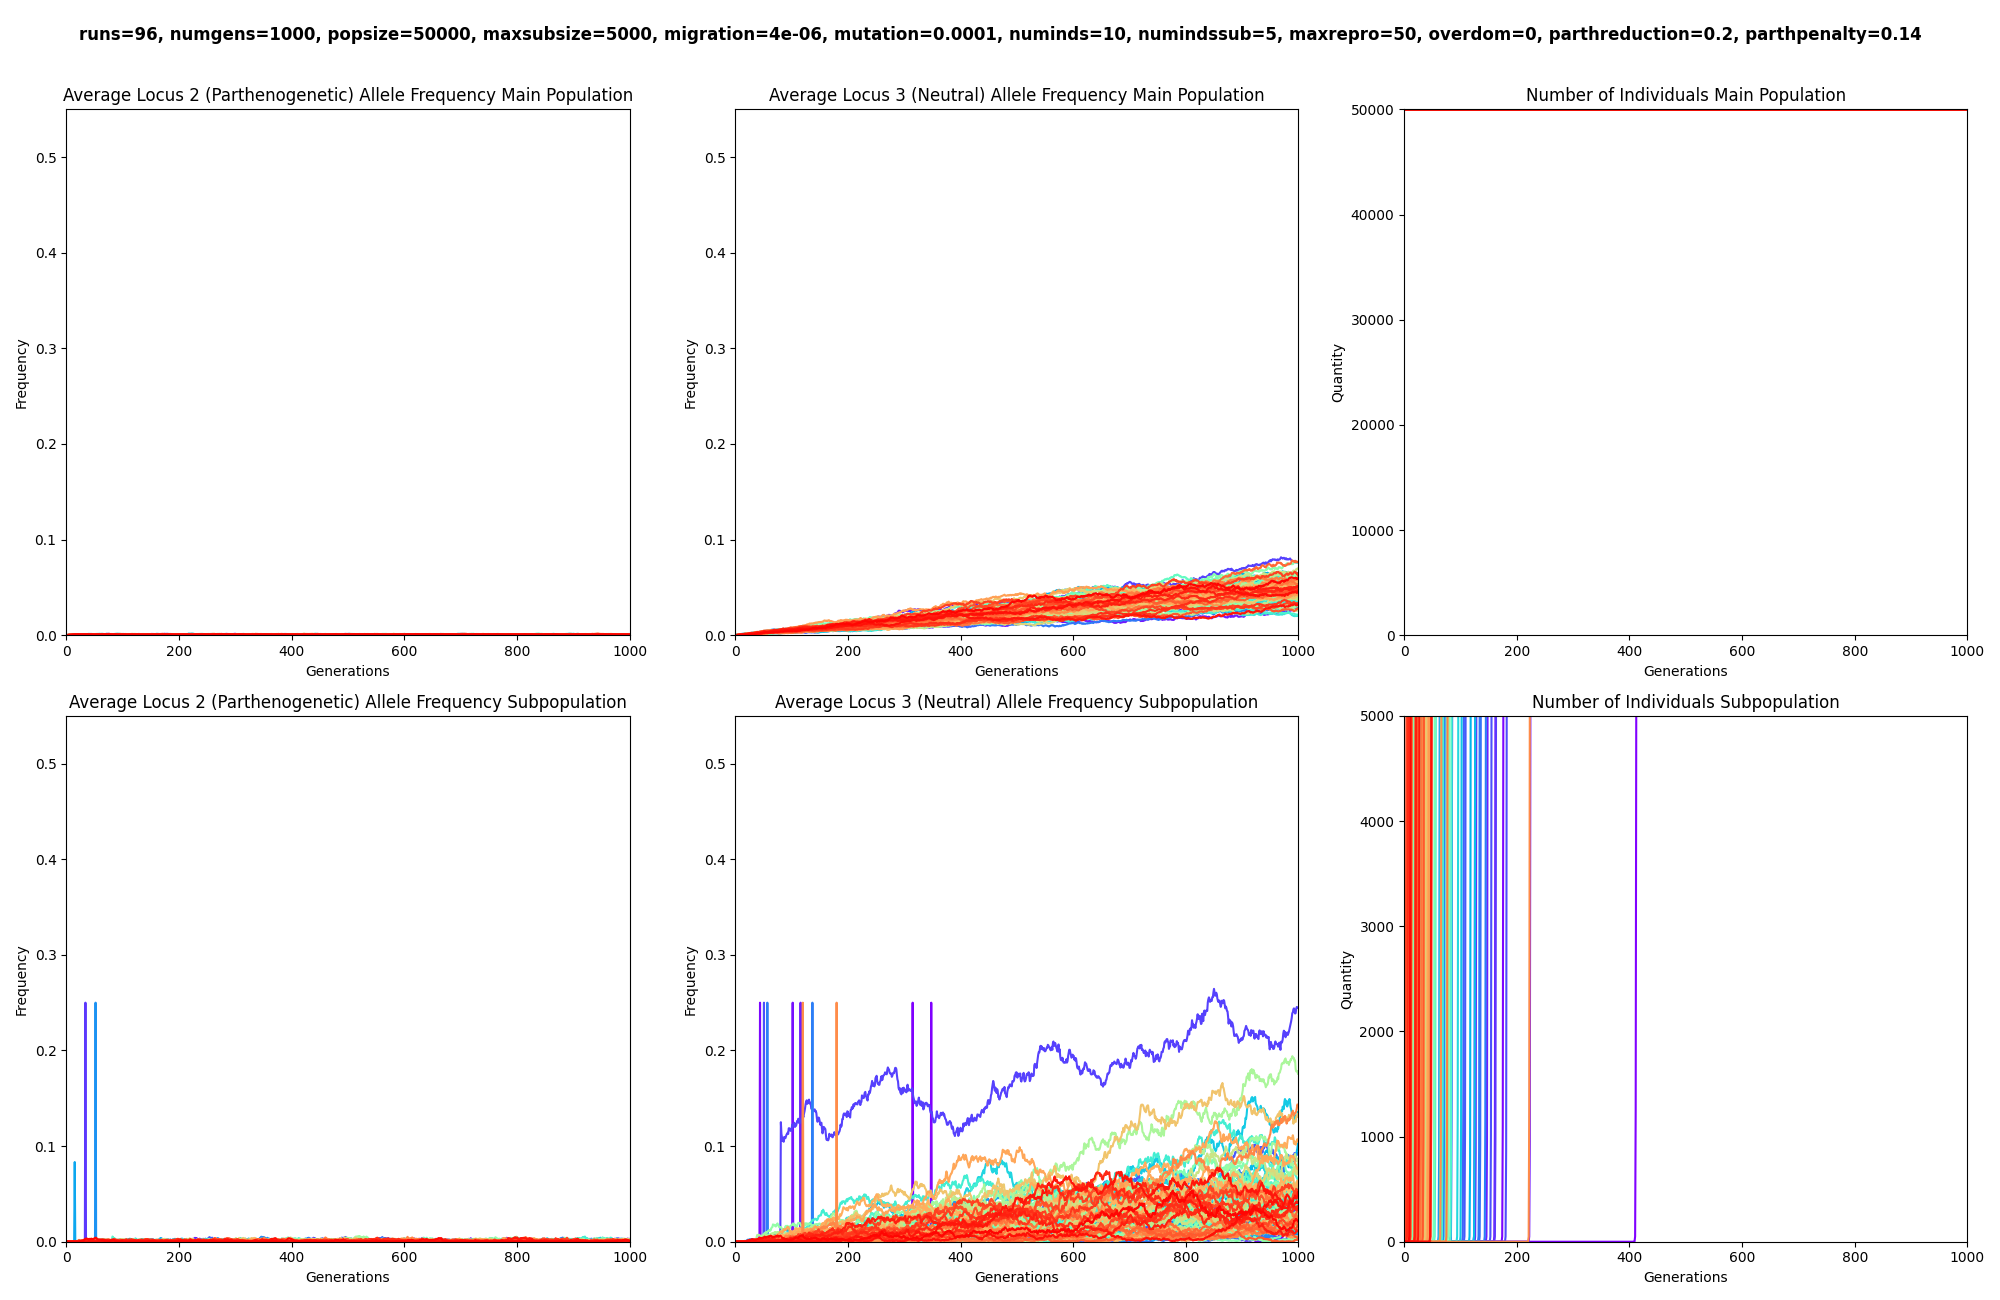 runs=96, numgens=1000, popsize=50000, maxsubsize=5000, migration=4e-06, mutation=0.0001, numinds=10, numindssub=5, maxrepro=50, overdom=0, parthreduction=0.2, parthpenalty=0.14
Average Locus 2 (Parthenogenetic) Allele Frequency Main Population
Frequency
0.5
0.4
0.3
0.2
0.1
0.0
0 200 400 600 800 1000
Generations
Average Locus 3 (Neutral) Allele Frequency Main Population
Frequency
0.5
0.4
0.3
0.2
0.1
0.0
0 200 400 600 800 1000
Generations
Number of Individuals Main Population
Quantity
50000
40000
30000
20000
10000
0
0 200 400 600 800 1000
Generations
Average Locus 2 (Parthenogenetic) Allele Frequency Subpopulation
Frequency
0.5
0.4
0.3
0.2
0.1
0.0
0 200 400 600 800 1000
Generations
Average Locus 3 (Neutral) Allele Frequency Subpopulation
Frequency
0.5
0.4
0.3
0.2
0.1
0.0
0 200 400 600 800 1000
Generations
Number of Individuals Subpopulation
Quantity
5000
4000
3000
2000
1000
0
0 200 400 600 800 1000
Generations